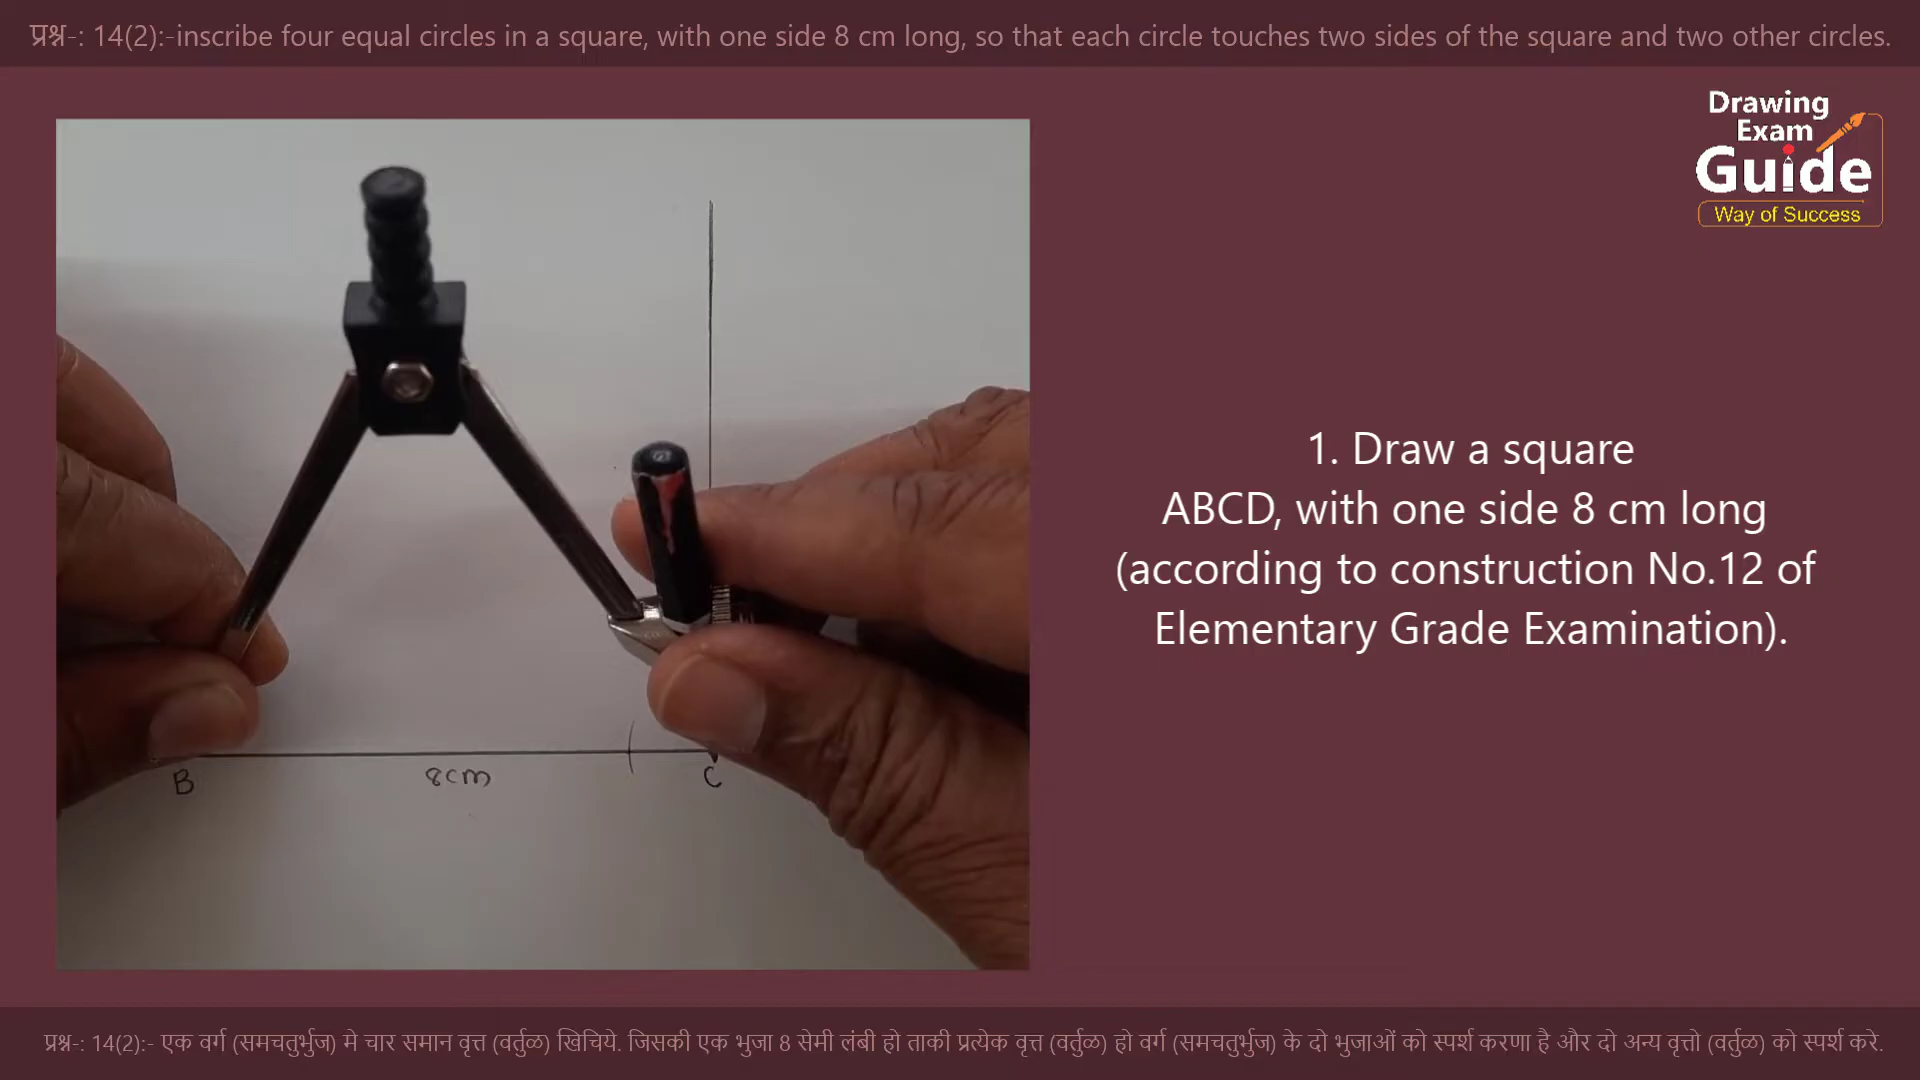 प्रश्न-: 14(2):-inscribe four equal circles in a square, with one side 8 cm long, so that each circle touches two sides of the square and two other circles.
Drawing
Exam
Guide
Way of Success
1. Draw a square
ABCD, with one side 8 cm long
(according to construction No.12 of
Elementary Grade Examination).
B
8cm
C
प्रश्न-: 14(2):- एक वर्ग (समचतुर्भुज) मे चार समान वृत्त (वर्तुळ) खिचिये. जिसकी एक भुजा 8 सेमी लंबी हो ताकी प्रत्येक वृत्त (वर्तुळ) हो वर्ग (समचतुर्भुज) के दो भुजाओं को स्पर्श करणा है और दो अन्य वृत्तो (वर्तुळ) को स्पर्श करे.